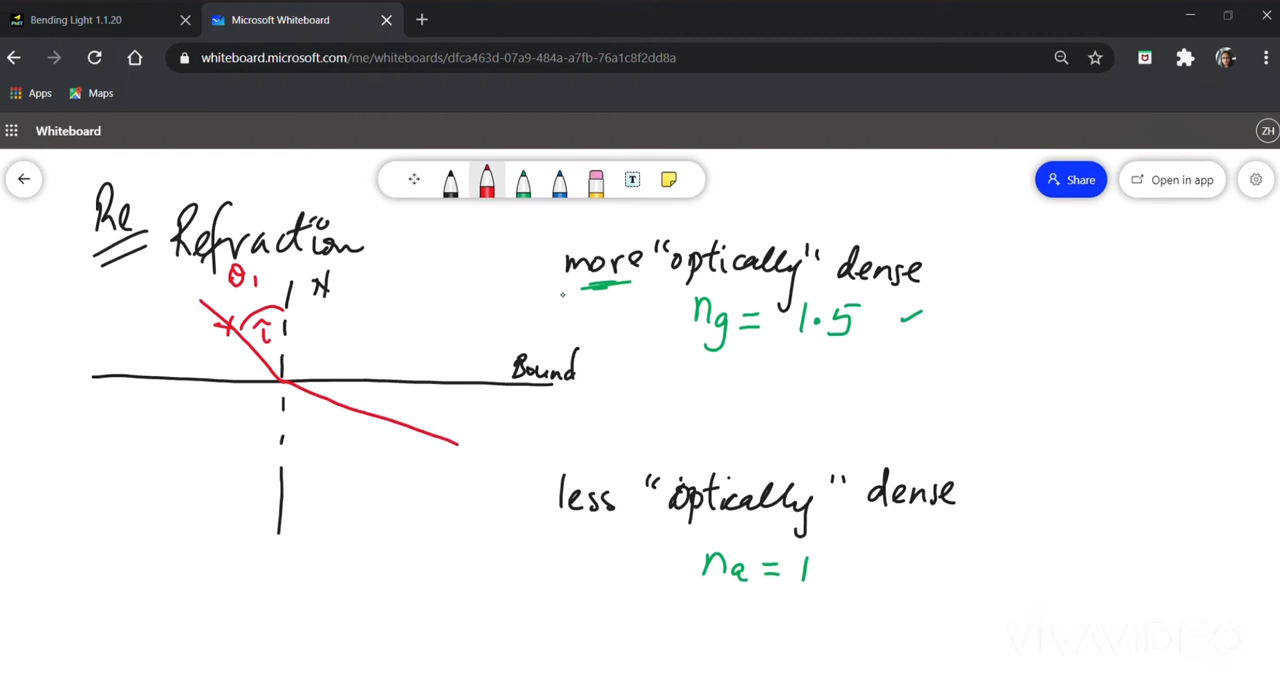 Bending Light 1.1.20
Microsoft Whiteboard
whiteboard.microsoft.com/me/whiteboards/dfca463d-07a9-484a-a7fb-76a1c8f2dd8a
Apps
Maps
Whiteboard
ZH
Share
Open in app
Re
Refraction
θ1
N
i
Bound
more "optically" dense
ng = 1.5
less "optically" dense
na = 1
VIVAVIDEO